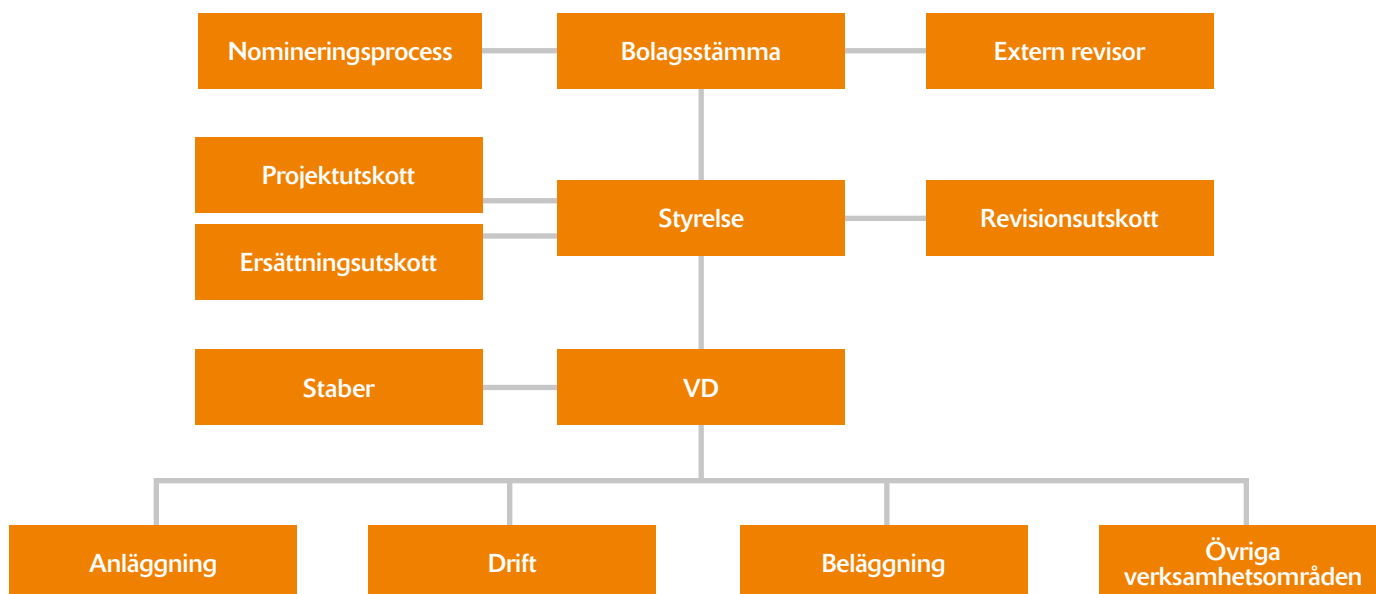 Nomineringsprocess
Bolagsstämma
Extern revisor
Projektutskott
Styrelse
Revisionsutskott
Ersättningsutskott
Staber
VD
Anläggning
Drift
Beläggning
Övriga
verksamhetsområden